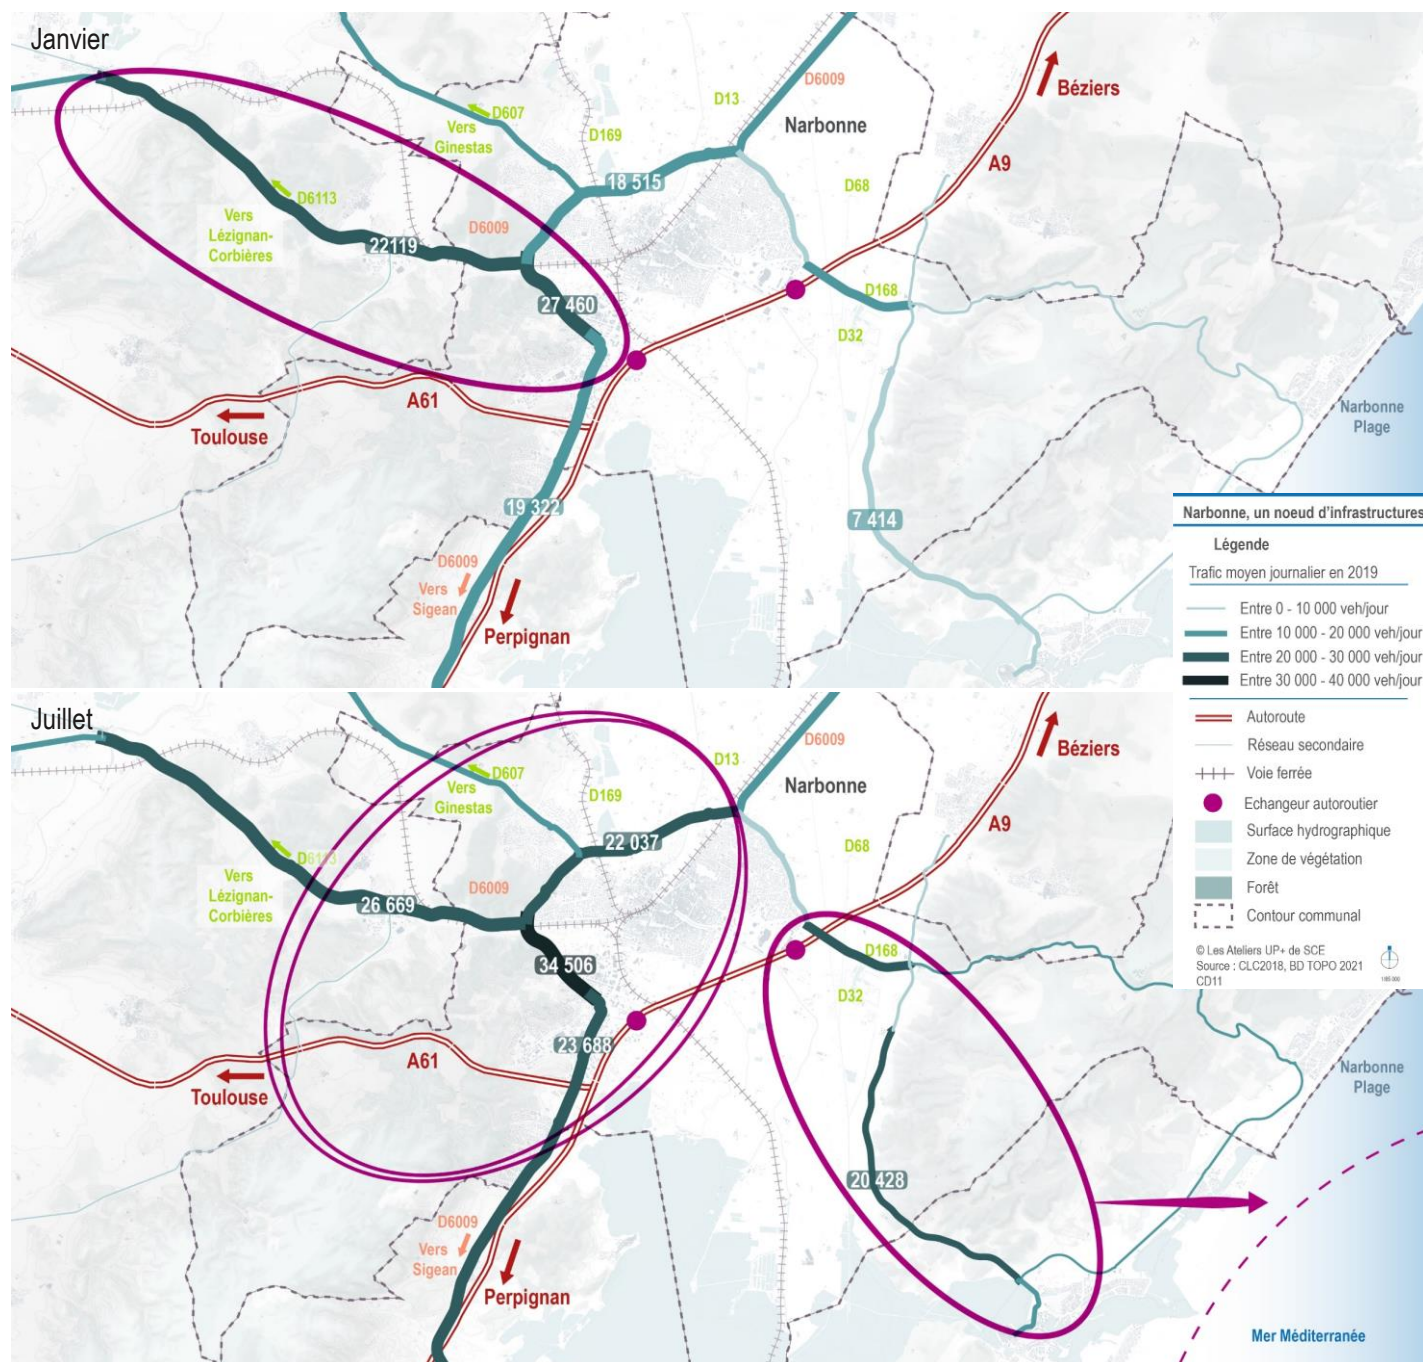 Janvier
D6009
Béziers
D13
D607
Vers
Ginestas
Narbonne
D169
A9
18 515
D68
D6113
Vers
Lézignan-
Corbières
D6009
22119
27 460
D168
D32
A61
Toulouse
Narbonne
Plage
19 322
7 414
D6009
Vers
Sigean
Perpignan
Narbonne, un noeud d'infrastructures
Légende
Trafic moyen journalier en 2019
Entre 0 - 10 000 veh/jour
Entre 10 000 - 20 000 veh/jour
Entre 20 000 - 30 000 veh/jour
Entre 30 000 - 40 000 veh/jour
Autoroute
Réseau secondaire
Voie ferrée
Echangeur autoroutier
Surface hydrographique
Zone de végétation
Forêt
Contour communal
© Les Ateliers UP+ de SCE
Source : CLC2018, BD TOPO 2021
CD11
Juillet
D6009
Béziers
D13
D607
Vers
Ginestas
Narbonne
D169
A9
22 037
D68
D6113
Vers
Lézignan-
Corbières
D6009
26 669
34 506
D168
D32
23 688
A61
Toulouse
Narbonne
Plage
20 428
D6009
Vers
Sigean
Perpignan
Mer Méditerranée